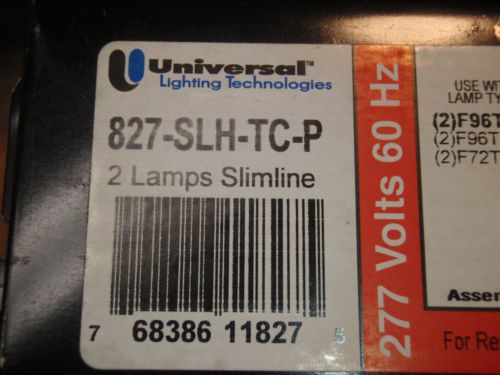 Universal™
Lighting Technologies
827-SLH-TC-P
2 Lamps Slimline
7 68386 11827 5
277 Volts 60 Hz
USE WIT
LAMP TY
(2)F96T
(2)F96T
(2)F72T
Assem
For Re